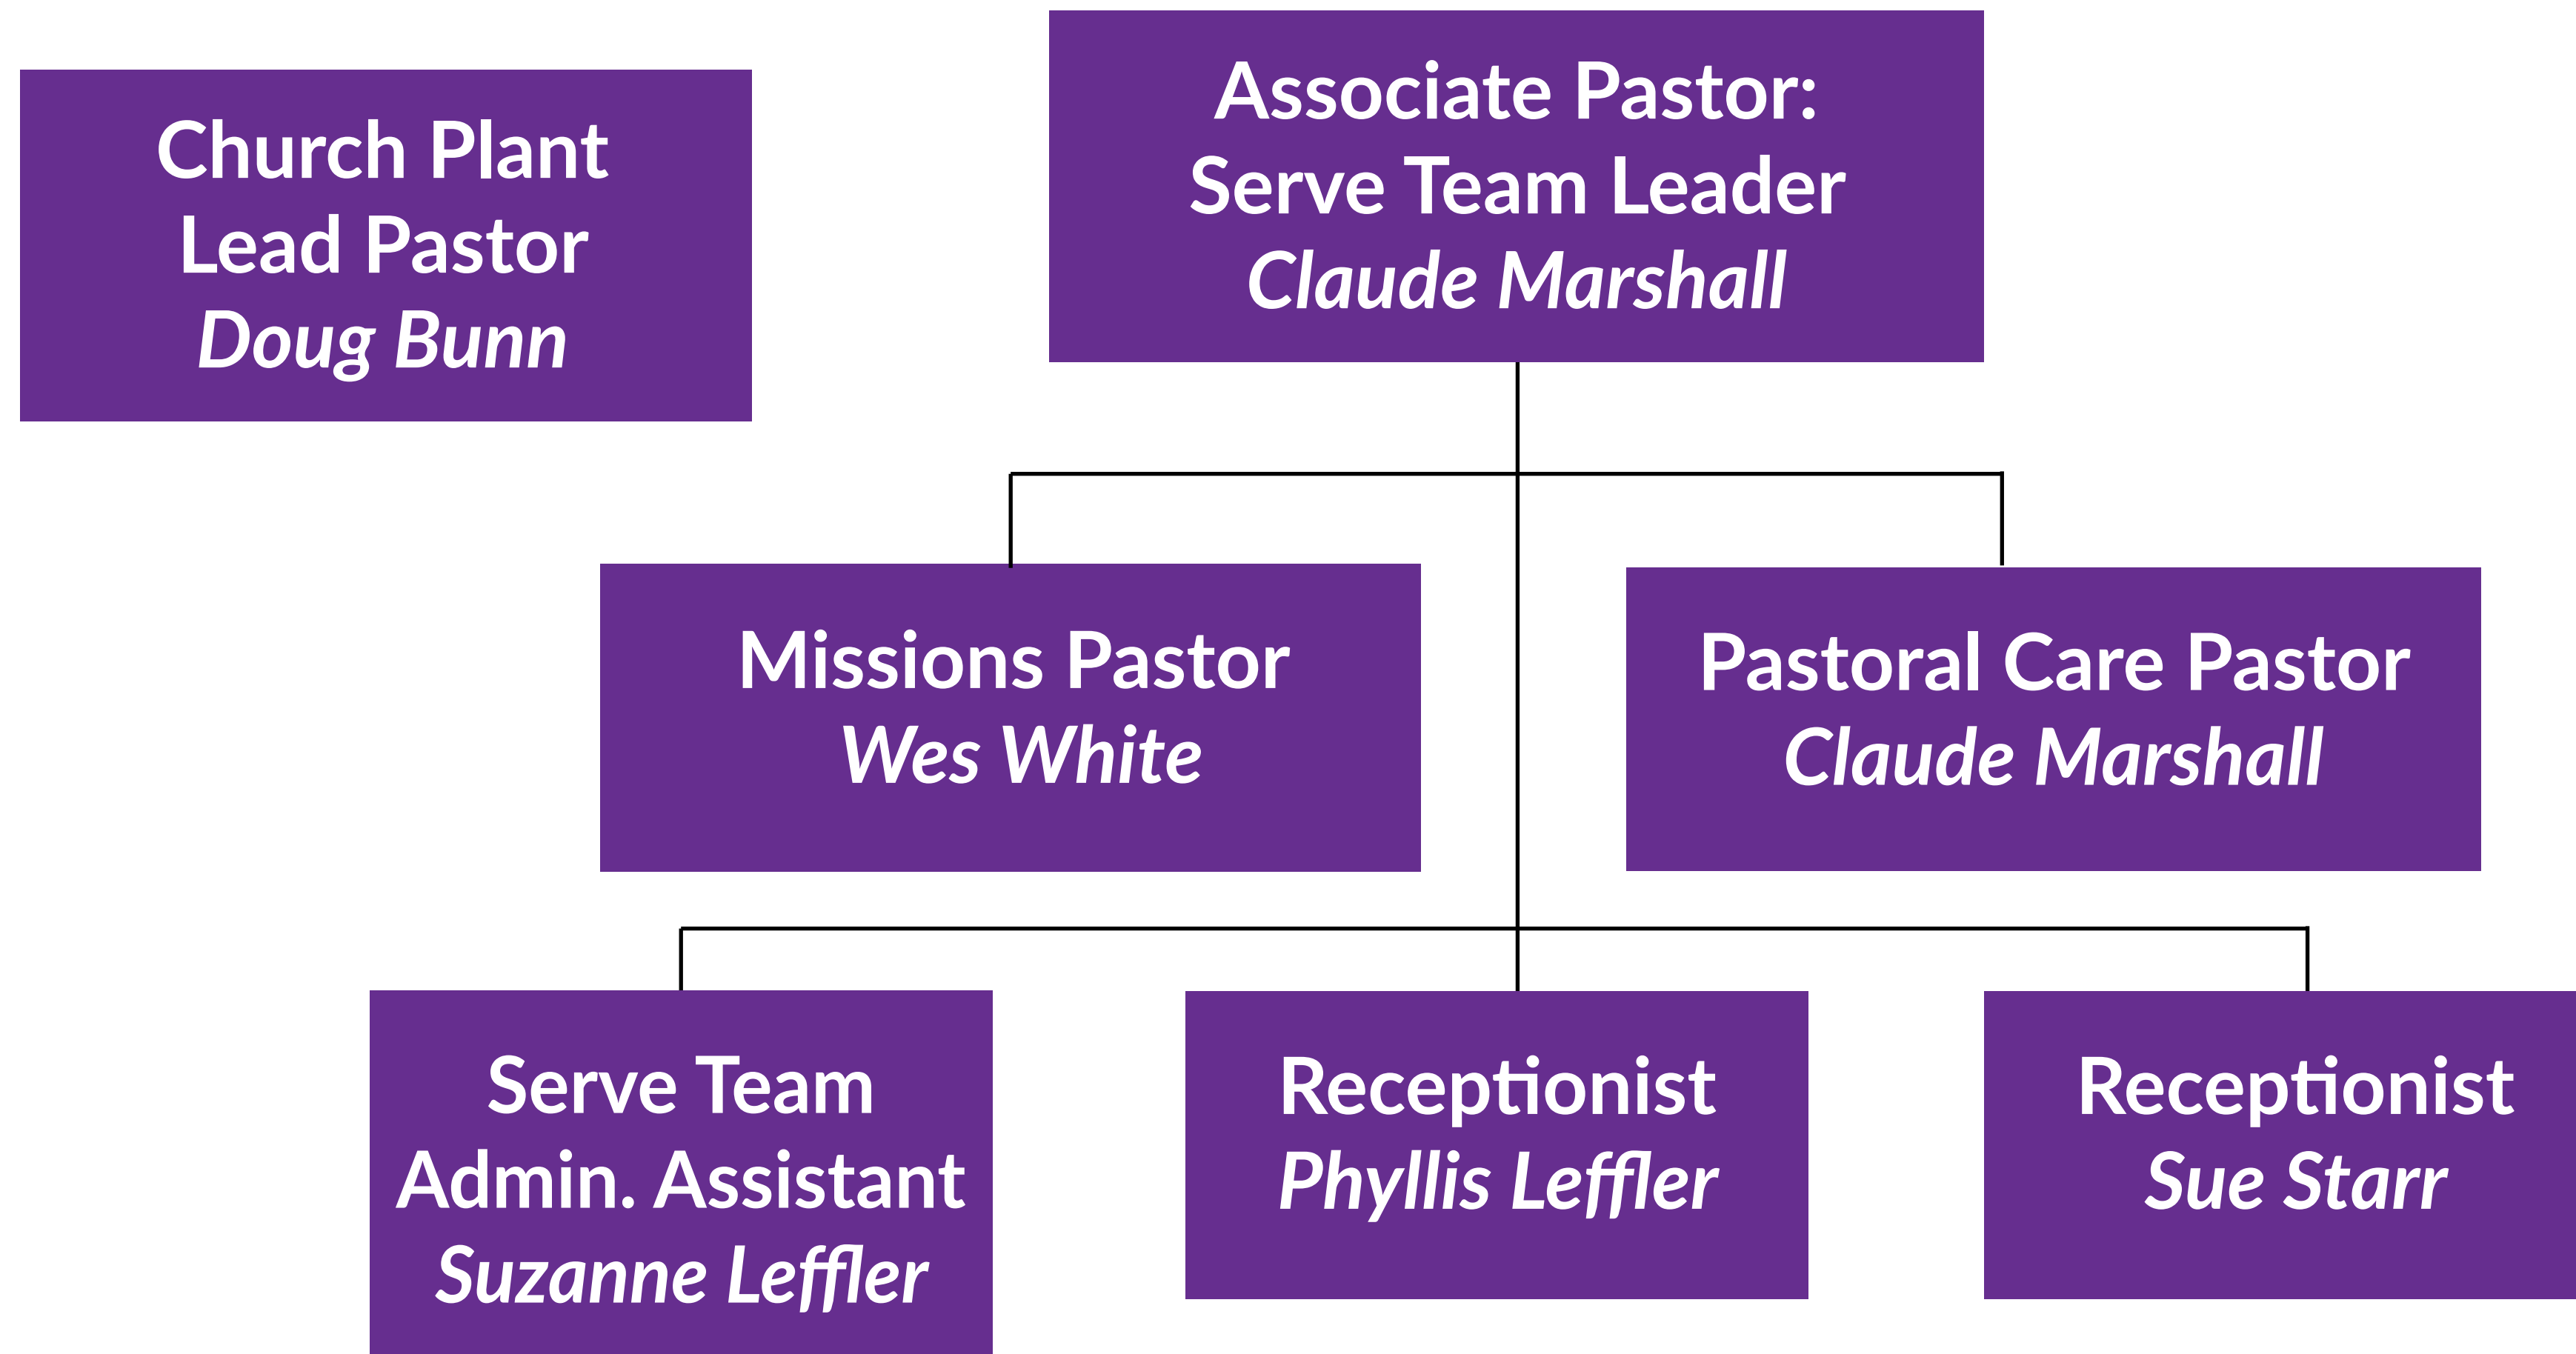 Church Plant
Lead Pastor
Doug Bunn
Associate Pastor:
Serve Team Leader
Claude Marshall
Missions Pastor
Wes White
Pastoral Care Pastor
Claude Marshall
Serve Team
Admin. Assistant
Suzanne Leffler
Receptionist
Phyllis Leffler
Receptionist
Sue Starr